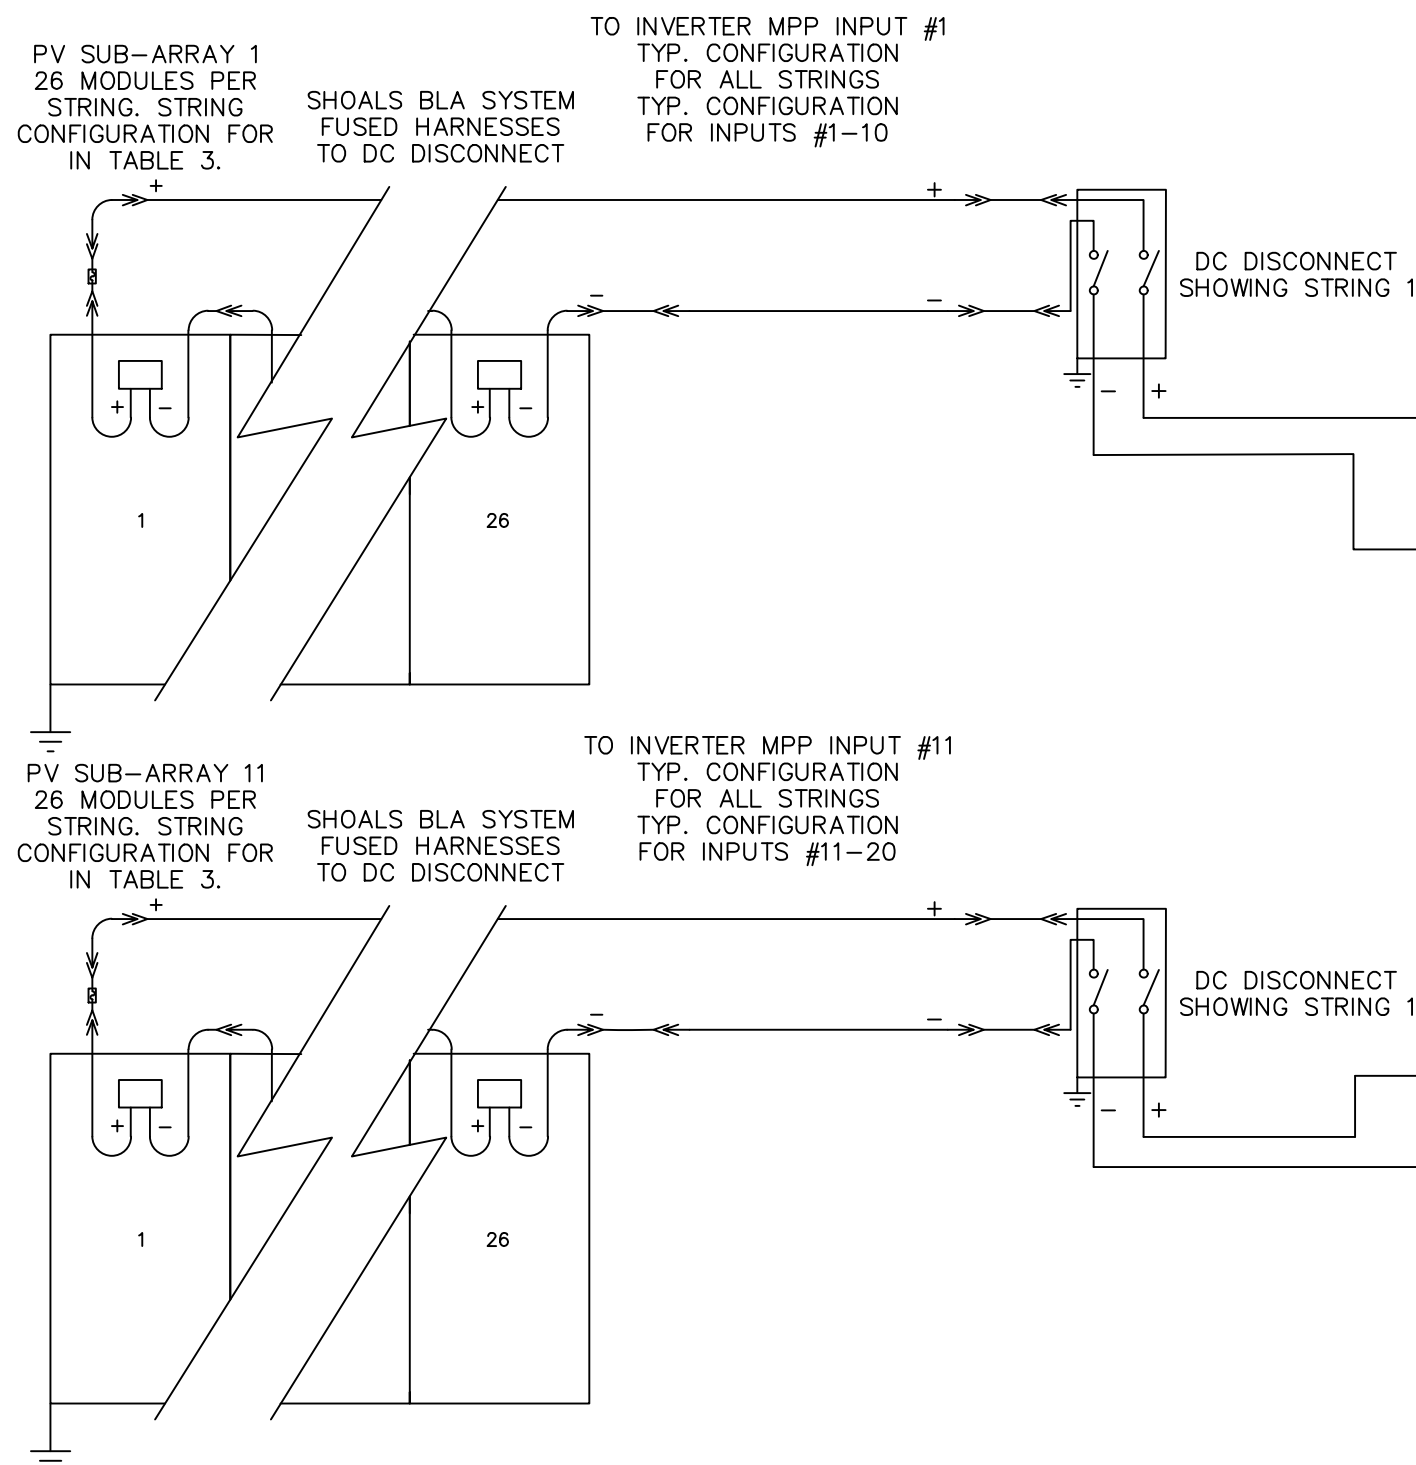 TO INVERTER MPP INPUT #1
TYP. CONFIGURATION
FOR ALL STRINGS
TYP. CONFIGURATION
FOR INPUTS #1-10
PV SUB-ARRAY 1
26 MODULES PER
STRING. STRING
CONFIGURATION FOR
IN TABLE 3.
SHOALS BLA SYSTEM
FUSED HARNESSES
TO DC DISCONNECT
+
+
-
-
DC DISCONNECT
SHOWING STRING 1
- +
+ -
+ -
1
26
TO INVERTER MPP INPUT #11
TYP. CONFIGURATION
FOR ALL STRINGS
TYP. CONFIGURATION
FOR INPUTS #11-20
PV SUB-ARRAY 11
26 MODULES PER
STRING. STRING
CONFIGURATION FOR
IN TABLE 3.
SHOALS BLA SYSTEM
FUSED HARNESSES
TO DC DISCONNECT
+
+
-
-
DC DISCONNECT
SHOWING STRING 1
- +
+ -
+ -
1
26